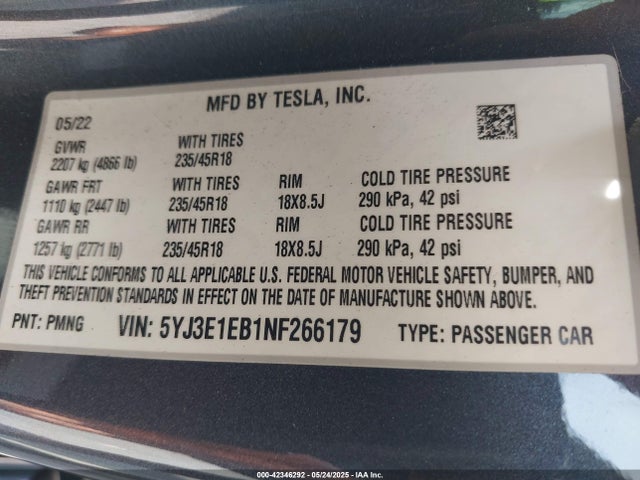 MFD BY TESLA, INC.
05/22
GVWR WITH TIRES
2207 kg (4866 lb) 235/45R18
GAWR FRT WITH TIRES RIM COLD TIRE PRESSURE
1110 kg (2447 lb) 235/45R18 18X8.5J 290 kPa, 42 psi
GAWR RR WITH TIRES RIM COLD TIRE PRESSURE
1257 kg (2771 lb) 235/45R18 18X8.5J 290 kPa, 42 psi
THIS VEHICLE CONFORMS TO ALL APPLICABLE U.S. FEDERAL MOTOR VEHICLE SAFETY, BUMPER, AND
THEFT PREVENTION STANDARDS IN EFFECT ON THE DATE OF MANUFACTURE SHOWN ABOVE.
PNT: PMNG VIN: 5YJ3E1EB1NF266179 TYPE: PASSENGER CAR
000-42346292 - 05/24/2025 - IAA Inc.